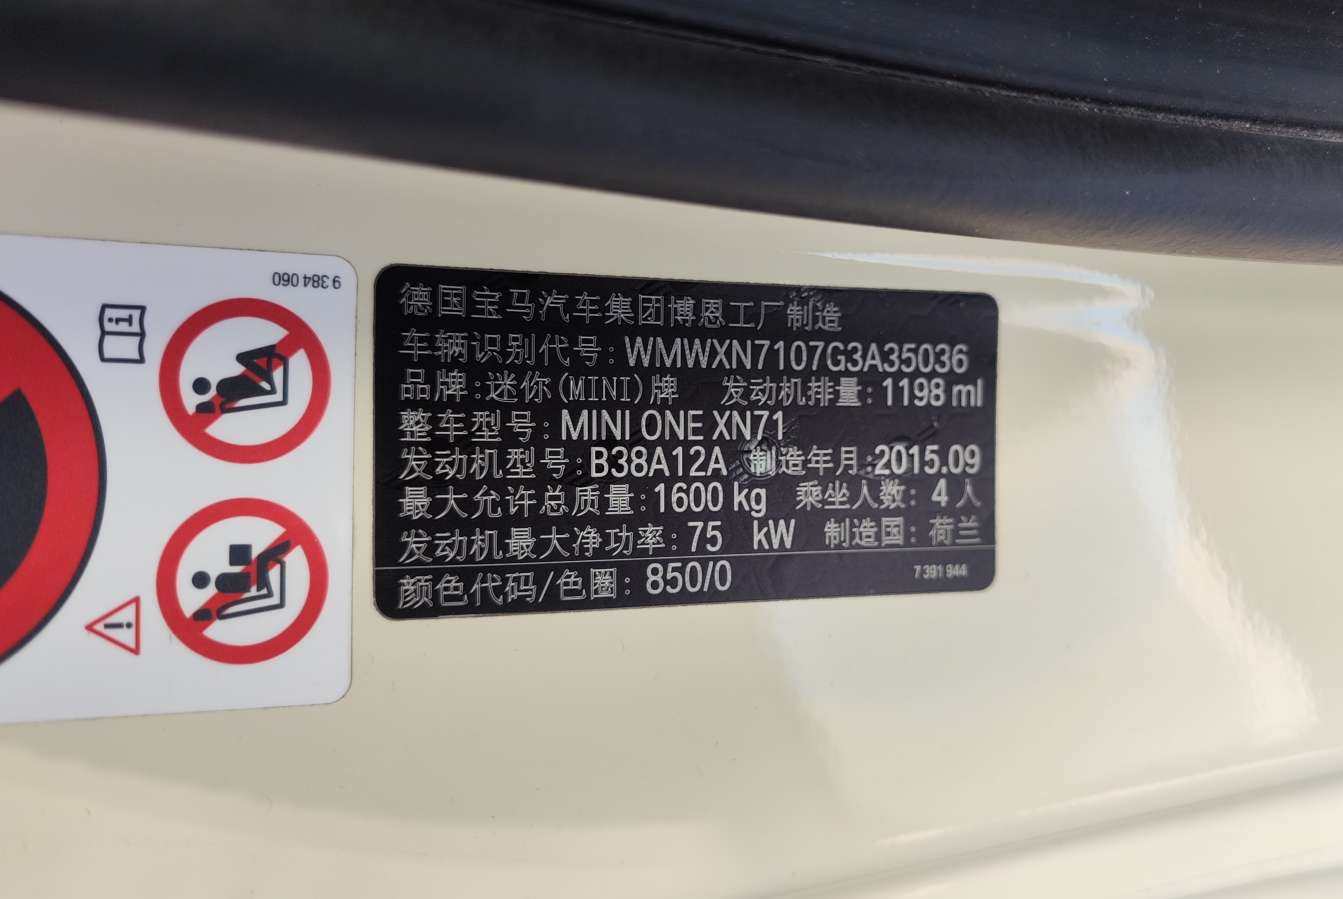 9 384 060
德国宝马汽车集团博恩工厂制造
车辆识别代号: WMWXN7107G3A35036
品牌:迷你(MINI)牌 发动机排量: 1198 ml
整车型号: MINI ONE XN71
发动机型号: B38A12A 制造年月:2015.09
最大允许总质量: 1600 kg 乘坐人数: 4 人
发动机最大净功率: 75 kW 制造国: 荷兰
颜色代码/色圈: 850/0
7 391 944